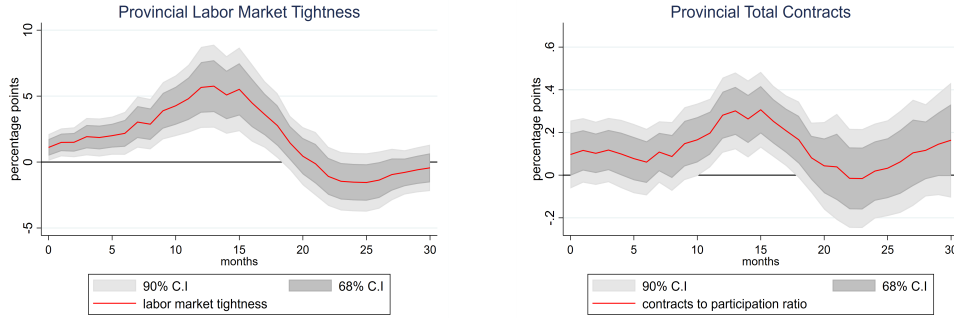 Provincial Labor Market Tightness
percentage points
10
5
0
-5
0 5 10 15 20 25 30
months
90% C.I 68% C.I
labor market tightness
Provincial Total Contracts
percentage points
.6
.4
.2
0
-.2
0 5 10 15 20 25 30
months
90% C.I 68% C.I
contracts to participation ratio